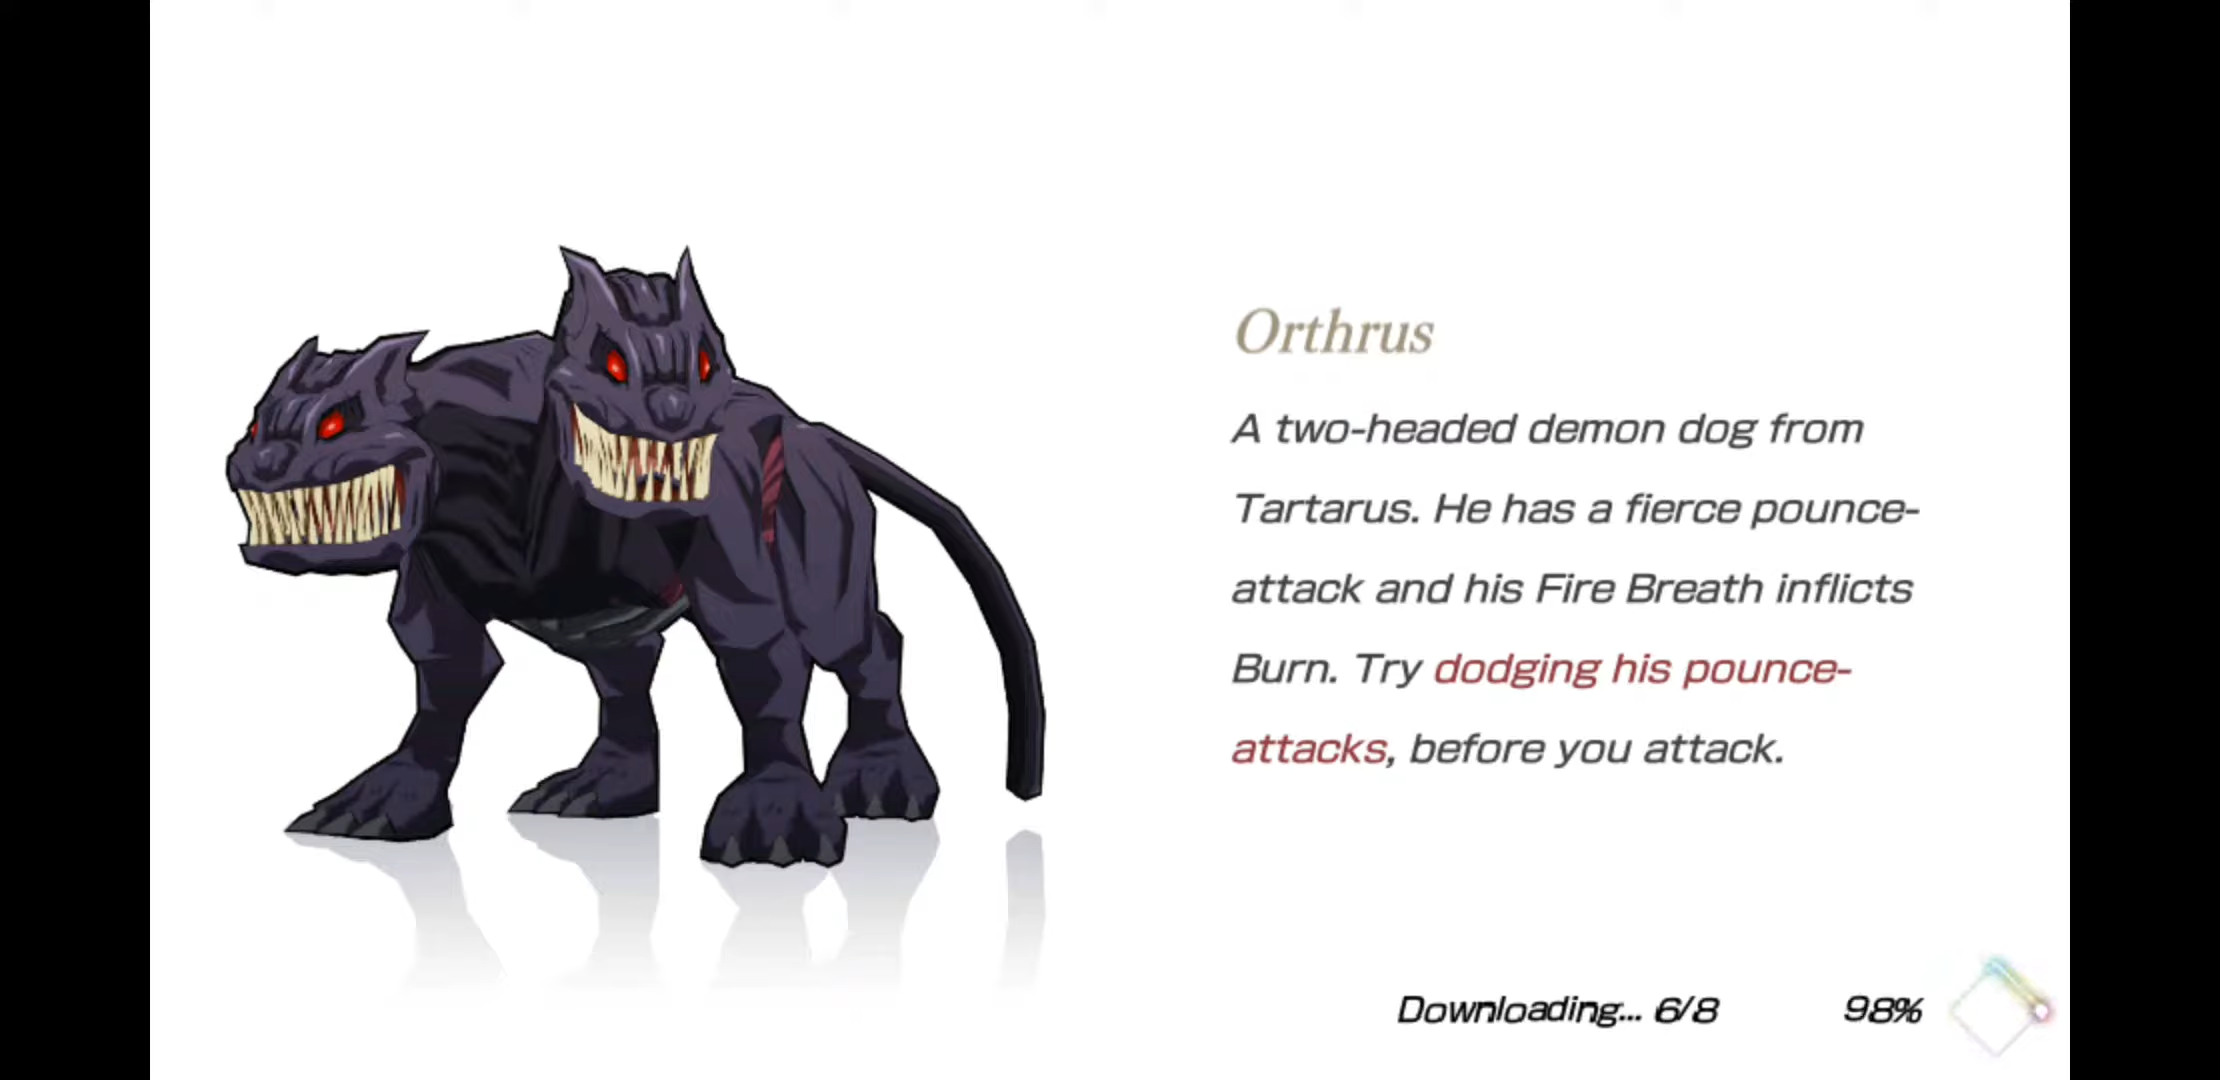 Orthrus
A two-headed demon dog from
Tartarus. He has a fierce pounce-
attack and his Fire Breath inflicts
Burn. Try dodging his pounce-
attacks, before you attack.
Downloading... 6/8 98%